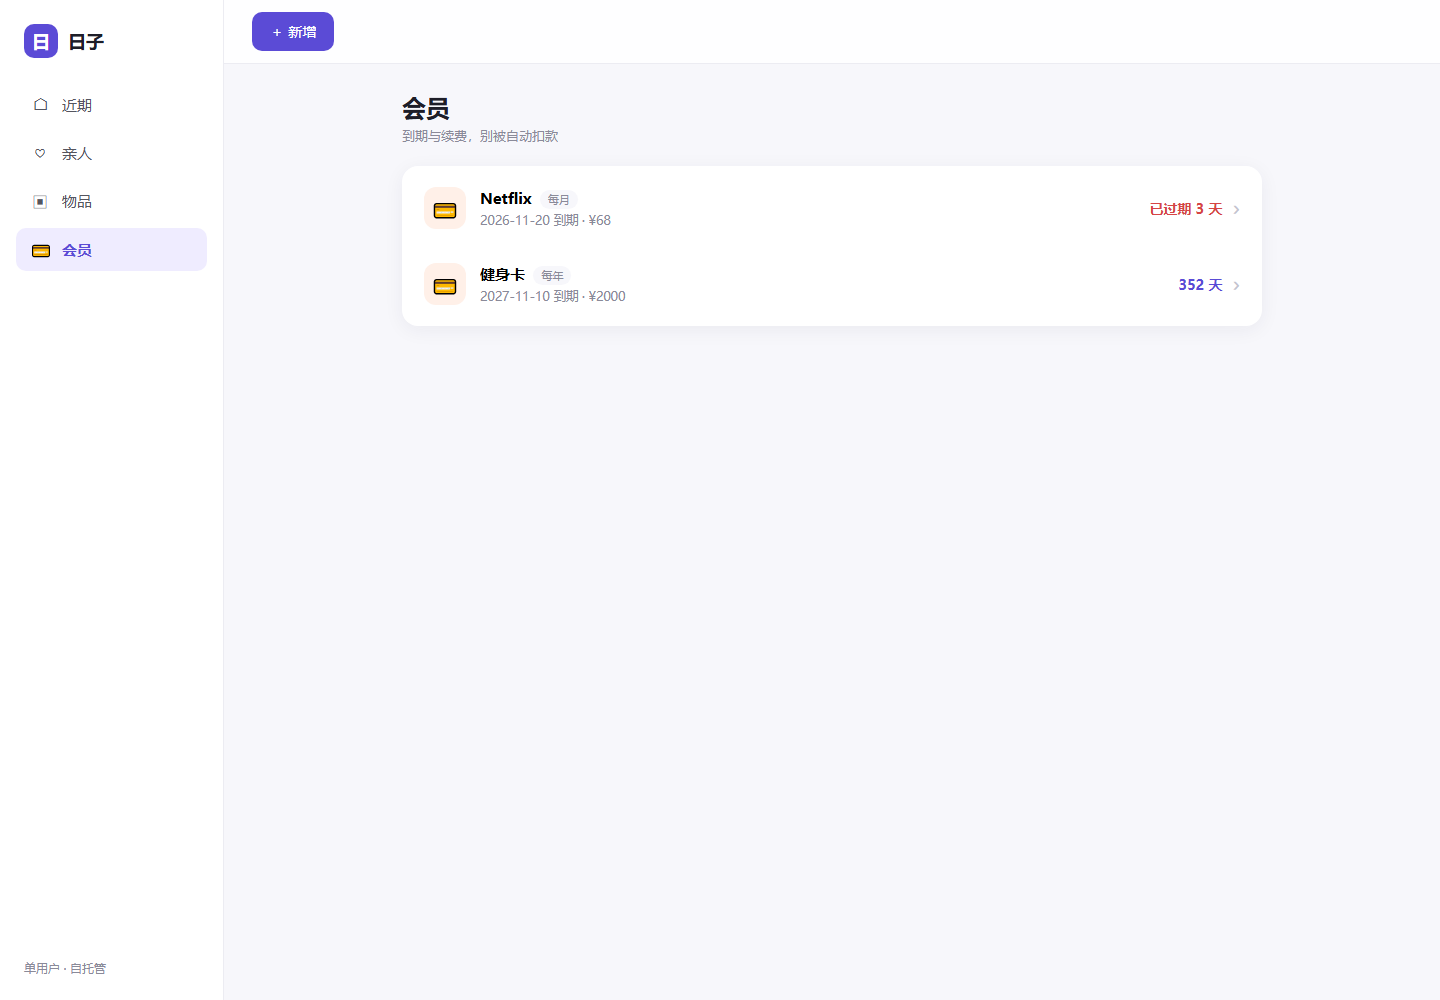 日 日子
近期
亲人
物品
会员
单用户 · 自托管
+ 新增
会员
到期与续费，别被自动扣款
Netflix 每月
2026-11-20 到期 · ¥68
已过期 3 天 ›
健身卡 每年
2027-11-10 到期 · ¥2000
352 天 ›